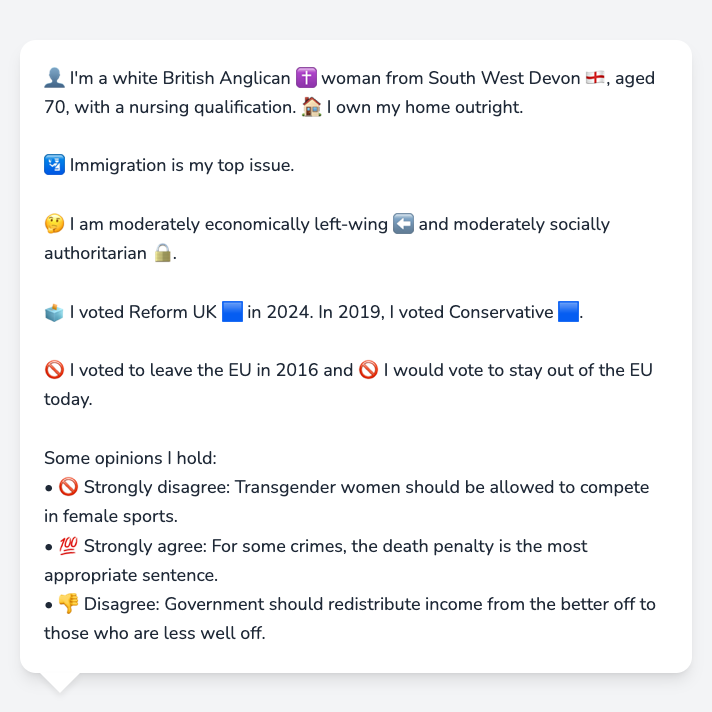 👤 I'm a white British Anglican ✝️ woman from South West Devon 🏴󠁧󠁢󠁥󠁮󠁧󠁿, aged
70, with a nursing qualification. 🏠 I own my home outright.
🛂 Immigration is my top issue.
🤔 I am moderately economically left-wing ⬅️ and moderately socially
authoritarian 🔒.
🗳️ I voted Reform UK 🟦 in 2024. In 2019, I voted Conservative 🟦.
🚫 I voted to leave the EU in 2016 and 🚫 I would vote to stay out of the EU
today.
Some opinions I hold:
• 🚫 Strongly disagree: Transgender women should be allowed to compete
in female sports.
• 💯 Strongly agree: For some crimes, the death penalty is the most
appropriate sentence.
• 👎 Disagree: Government should redistribute income from the better off to
those who are less well off.